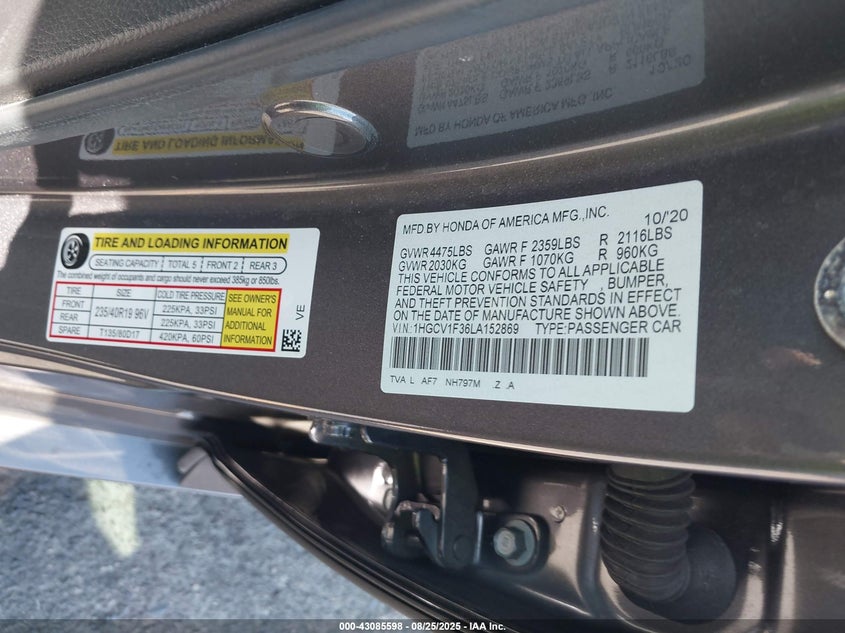 MFD BY HONDA OF AMERICA MFG.,INC. 10/'20
GVWR 4475LBS GAWR F 2359LBS R 2116LBS
GVWR 2030KG GAWR F 1070KG R 960KG
THIS VEHICLE CONFORMS TO ALL APPLICABLE
FEDERAL MOTOR VEHICLE SAFETY , BUMPER,
AND THEFT PREVENTION STANDARDS IN EFFECT
ON THE DATE OF MANUFACTURE SHOWN ABOVE.
V I N : 1HGCV1F36LA152869 TYPE:PASSENGER CAR
TVA L AF7 NH797M .Z .A
TIRE AND LOADING INFORMATION
SEATING CAPACITY TOTAL 5 FRONT 2 REAR 3
The combined weight of occupants and cargo should never exceed 385kg or 850lbs.
TIRE SIZE COLD TIRE PRESSURE
FRONT 235/40R19 96V 225KPA, 33PSI
REAR 225KPA, 33PSI
SPARE T135/80D17 420KPA, 60PSI
SEE OWNER'S
MANUAL FOR
ADDITIONAL
INFORMATION
VE
000-43085598 - 08/25/2025 - IAA Inc.